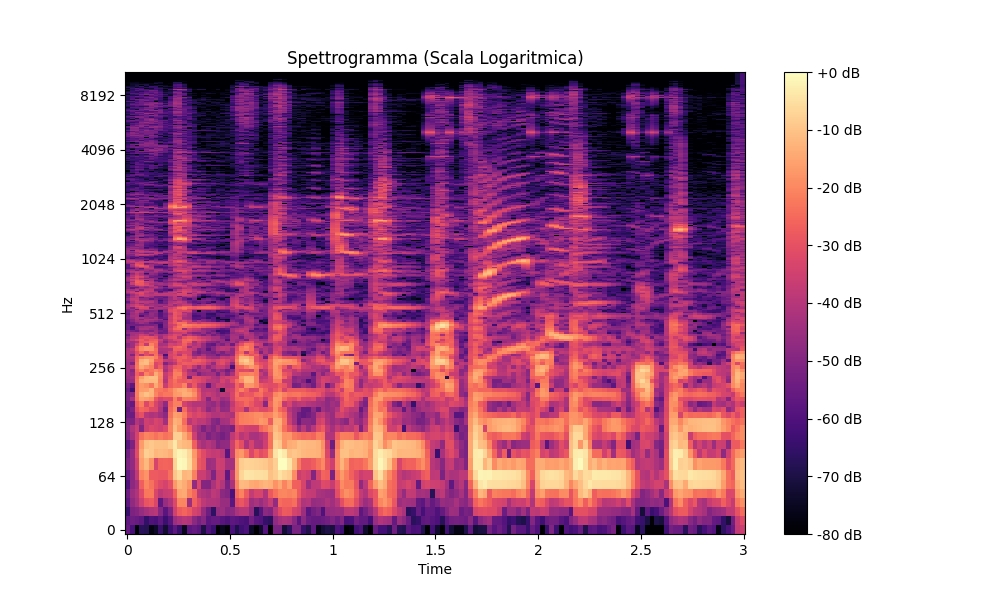 Spettrogramma (Scala Logaritmica)
Hz
8192
4096
2048
1024
512
256
128
64
0
0 0.5 1 1.5 2 2.5 3
Time
+0 dB
-10 dB
-20 dB
-30 dB
-40 dB
-50 dB
-60 dB
-70 dB
-80 dB